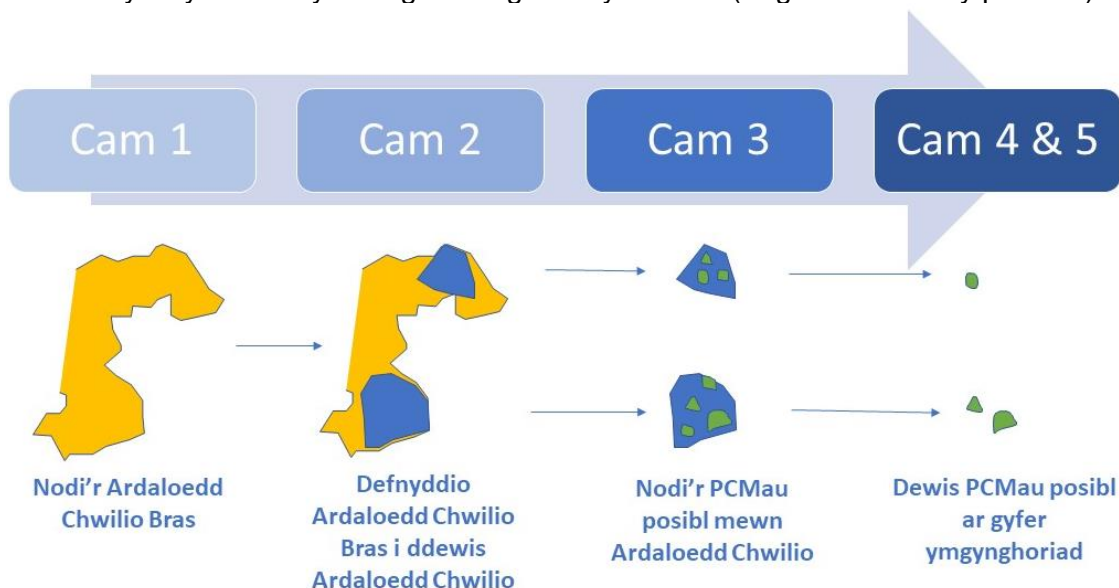 Cam 1
Cam 2
Cam 3
Cam 4 & 5
Nodi'r Ardaloedd
Chwilio Bras
Defnyddio
Ardaloedd Chwilio
Bras i ddewis
Ardaloedd Chwilio
Nodi’r PCMau
posibl mewn
Ardaloedd Chwilio
Dewis PCMau posibl
ar gyfer
ymgynghoriad